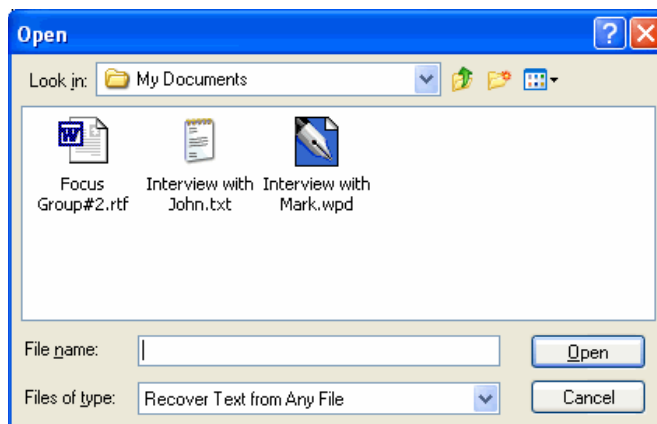 Open
Look in: My Documents
Focus Group#2.rtf
Interview with John.txt
Interview with Mark.wpd
File name: Open
Files of type: Recover Text from Any File Cancel